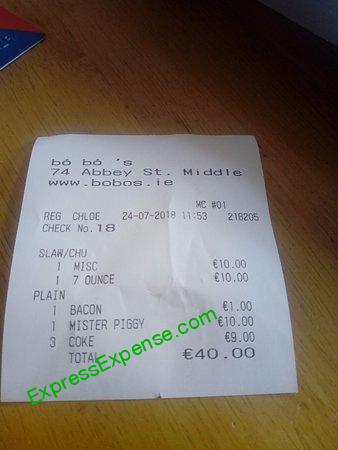 bó bó 's
74 Abbey St. Middle
www.bobos.ie
MC #01
REG CHLOE 24-07-2018 11:53 218205
CHECK No.18
SLAW/CHU
1 MISC €10.00
1 7 OUNCE €10.00
PLAIN
1 BACON €1.00
1 MISTER PIGGY €10.00
3 COKE €9.00
TOTAL €40.00
ExpressExpense.com